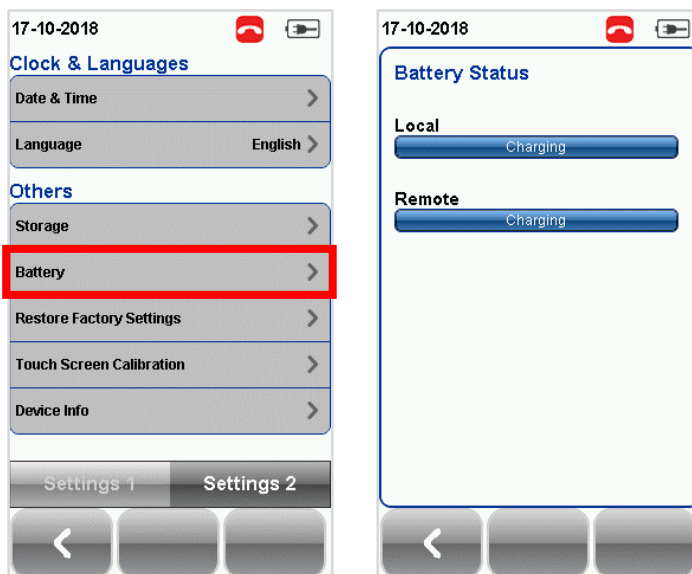 17-10-2018
Clock & Languages
Date & Time
Language English
Others
Storage
Battery
Restore Factory Settings
Touch Screen Calibration
Device Info
Settings 1 Settings 2
17-10-2018
Battery Status
Local
Charging
Remote
Charging